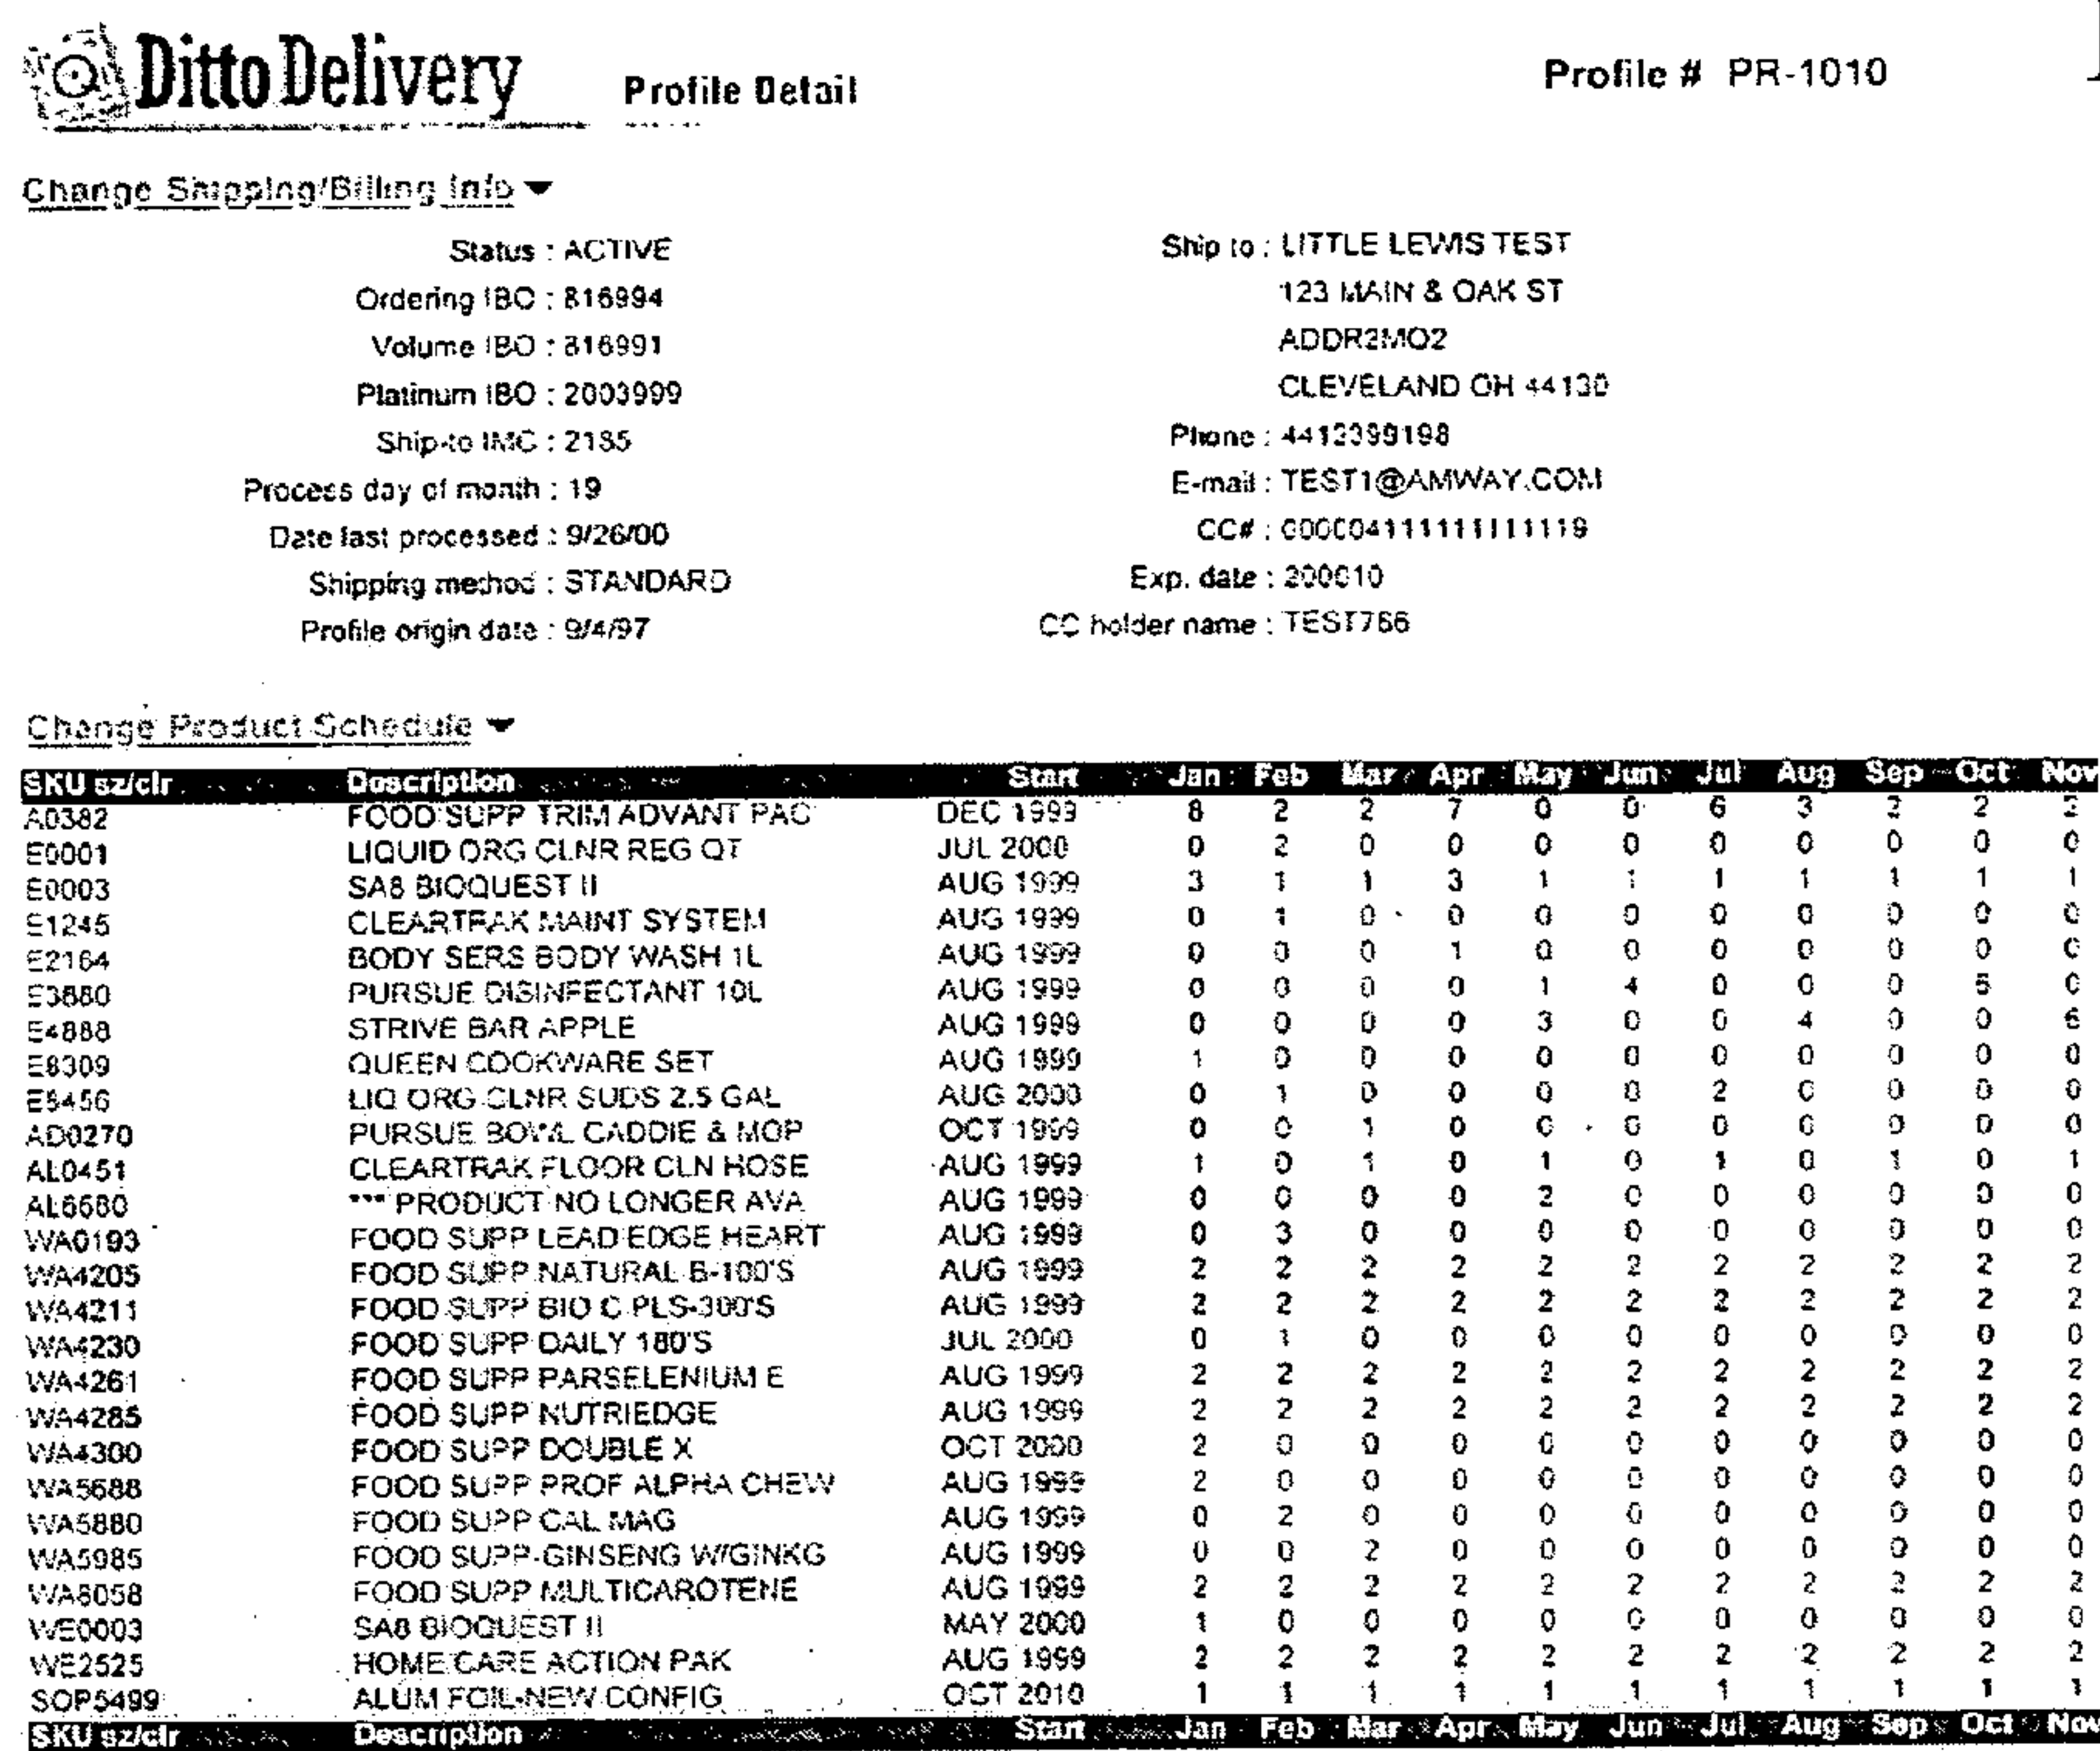 Ditto Delivery Profile Detail Profile # PR-1010
Change Shipping/Billing Info
Status : ACTIVE
Ordering IBO : 816994
Volume IBO : 816991
Platinum IBO : 2003999
Ship-to IMC : 2185
Process day of month : 19
Date last processed : 9/26/00
Shipping method : STANDARD
Profile origin date : 9/4/97
Ship to : LITTLE LEWIS TEST
123 MAIN & OAK ST
ADDR2MO2
CLEVELAND OH 44130
Phone : 4412399198
E-mail : TEST1@AMWAY.COM
CC# : 000004111111111119
Exp. date : 200010
CC holder name : TEST766
Change Product Schedule
SKU sz/clr Description Start Jan Feb Mar Apr May Jun Jul Aug Sep Oct Nov
A0382 FOOD SUPP TRIM ADVANT PAC DEC 1999 8 2 2 7 0 0 6 3 2 2 2
E0001 LIQUID ORG CLNR REG QT JUL 2000 0 2 0 0 0 0 0 0 0 0 0
E0003 SA8 BIOQUEST II AUG 1999 3 1 1 3 1 1 1 1 1 1 1
E1245 CLEARTRAK MAINT SYSTEM AUG 1999 0 1 0 0 0 0 0 0 0 0 0
E2164 BODY SERS BODY WASH 1L AUG 1999 0 0 0 1 0 0 0 0 0 0 0
E3880 PURSUE DISINFECTANT 10L AUG 1999 0 0 0 0 1 4 0 0 0 5 0
E4888 STRIVE BAR APPLE AUG 1999 0 0 0 0 3 0 0 4 0 0 6
E8309 QUEEN COOKWARE SET AUG 1999 1 0 0 0 0 0 0 0 0 0 0
E8456 LIQ ORG CLNR SUDS 2.5 GAL AUG 2000 0 1 0 0 0 0 2 0 0 0 0
AD0270 PURSUE BOWL CADDIE & MOP OCT 1999 0 0 1 0 0 0 0 0 0 0 0
AL0451 CLEARTRAK FLOOR CLN HOSE AUG 1999 1 0 1 0 1 0 1 0 1 0 1
AL6680 *** PRODUCT NO LONGER AVA AUG 1999 0 0 0 0 2 0 0 0 0 0 0
WA0193 FOOD SUPP LEAD EDGE HEART AUG 1999 0 3 0 0 0 0 0 0 0 0 0
WA4205 FOOD SUPP NATURAL B-100'S AUG 1999 2 2 2 2 2 2 2 2 2 2 2
WA4211 FOOD SUPP BIO C PLS-300'S AUG 1999 2 2 2 2 2 2 2 2 2 2 2
WA4230 FOOD SUPP DAILY 180'S JUL 2000 0 1 0 0 0 0 0 0 0 0 0
WA4261 FOOD SUPP PARSELENIUM E AUG 1999 2 2 2 2 2 2 2 2 2 2 2
WA4285 FOOD SUPP NUTRIEDGE AUG 1999 2 2 2 2 2 2 2 2 2 2 2
WA4300 FOOD SUPP DOUBLE X OCT 2000 2 0 0 0 0 0 0 0 0 0 0
WA5688 FOOD SUPP PROF ALPHA CHEW AUG 1999 2 0 0 0 0 0 0 0 0 0 0
WA5880 FOOD SUPP CAL MAG AUG 1999 0 2 0 0 0 0 0 0 0 0 0
WA5985 FOOD SUPP-GINSENG W/GINKG AUG 1999 0 0 2 0 0 0 0 0 0 0 0
WA8058 FOOD SUPP MULTICAROTENE AUG 1999 2 2 2 2 2 2 2 2 2 2 2
WE0003 SA8 BIOQUEST II MAY 2000 1 0 0 0 0 0 0 0 0 0 0
WE2525 HOME CARE ACTION PAK AUG 1999 2 2 2 2 2 2 2 2 2 2 2
SOP5499 ALUM FOIL-NEW CONFIG OCT 2010 1 1 1 1 1 1 1 1 1 1 1
SKU sz/clr Description Start Jan Feb Mar Apr May Jun Jul Aug Sep Oct Nov